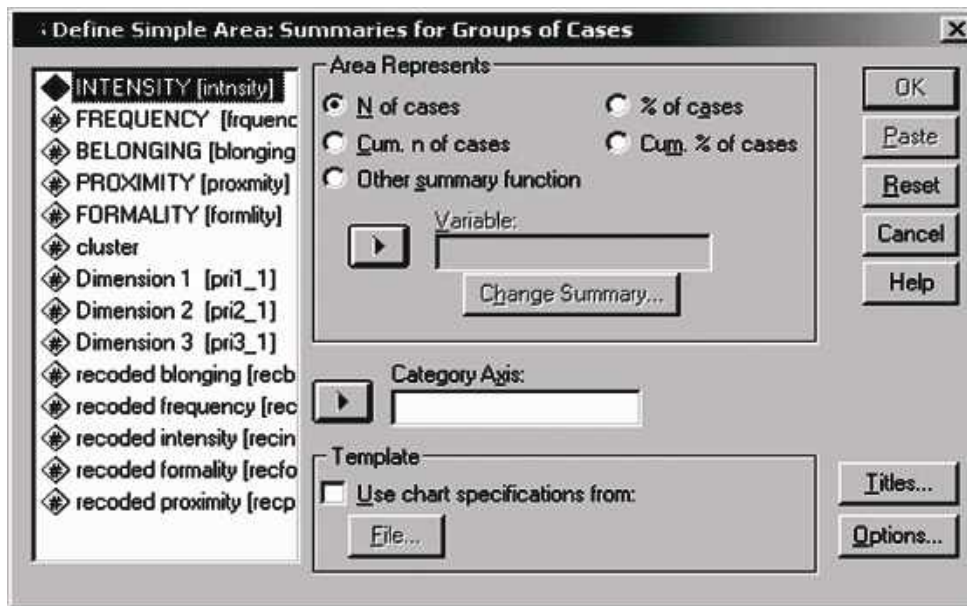 Define Simple Area: Summaries for Groups of Cases
INTENSITY [intnsity]
FREQUENCY [frquenc
BELONGING [blonging
PROXIMITY [proxmity]
FORMALITY [formlity]
cluster
Dimension 1 [pri1_1]
Dimension 2 [pri2_1]
Dimension 3 [pri3_1]
recoded blonging [recb
recoded frequency [rec
recoded intensity [recin
recoded formality [recfo
recoded proximity [recp
Area Represents
N of cases
% of cases
Cum. n of cases
Cum. % of cases
Other summary function
Variable:
Change Summary...
Category Axis:
Template
Use chart specifications from:
File...
OK
Paste
Reset
Cancel
Help
Titles...
Options...